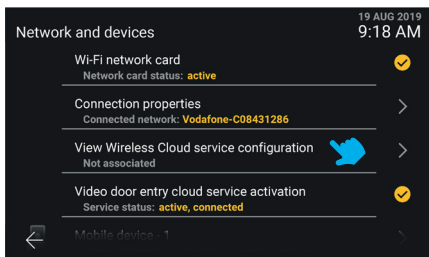 19 AUG 2019
Network and devices 9:18 AM
Wi-Fi network card
Network card status: active
Connection properties
Connected network: Vodafone-C08431286
View Wireless Cloud service configuration
Not associated
Video door entry cloud service activation
Service status: active, connected
Mobile device - 1